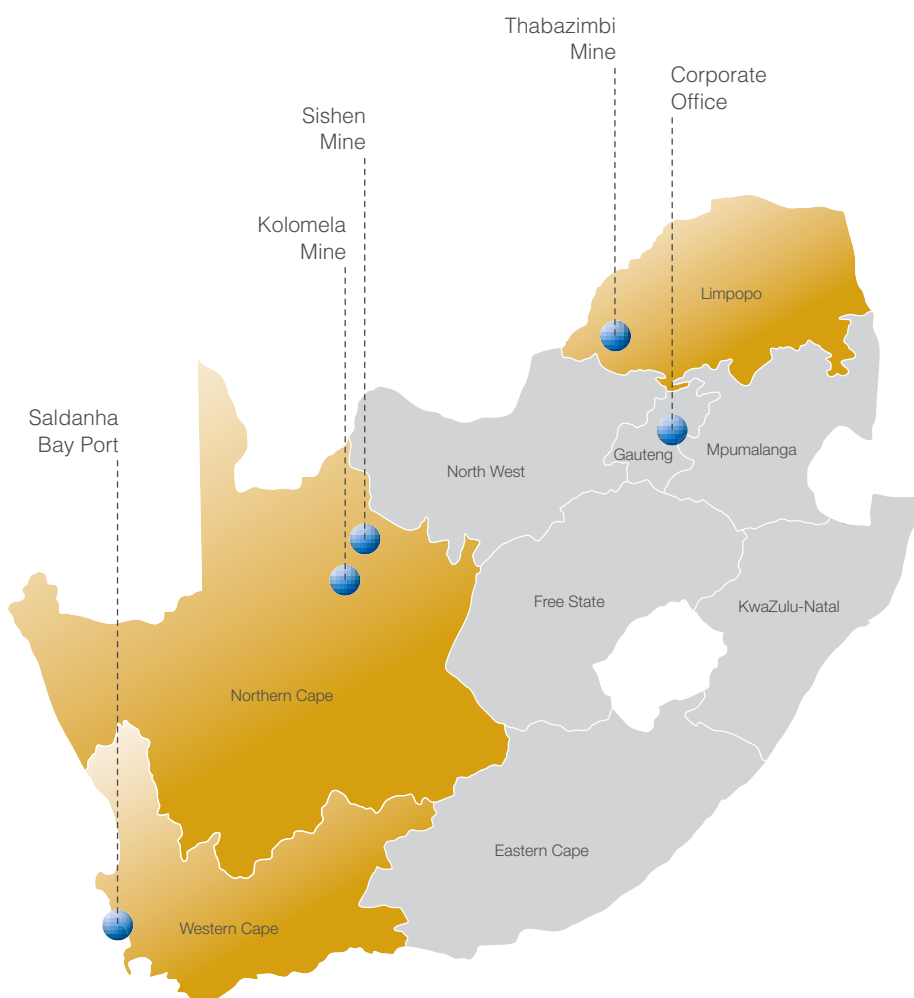 Thabazimbi
Mine
Corporate
Office
Sishen
Mine
Kolomela
Mine
Limpopo
Saldanha
Bay Port
Mpumalanga
Gauteng
North West
Free State
KwaZulu-Natal
Northern Cape
Eastern Cape
Western Cape